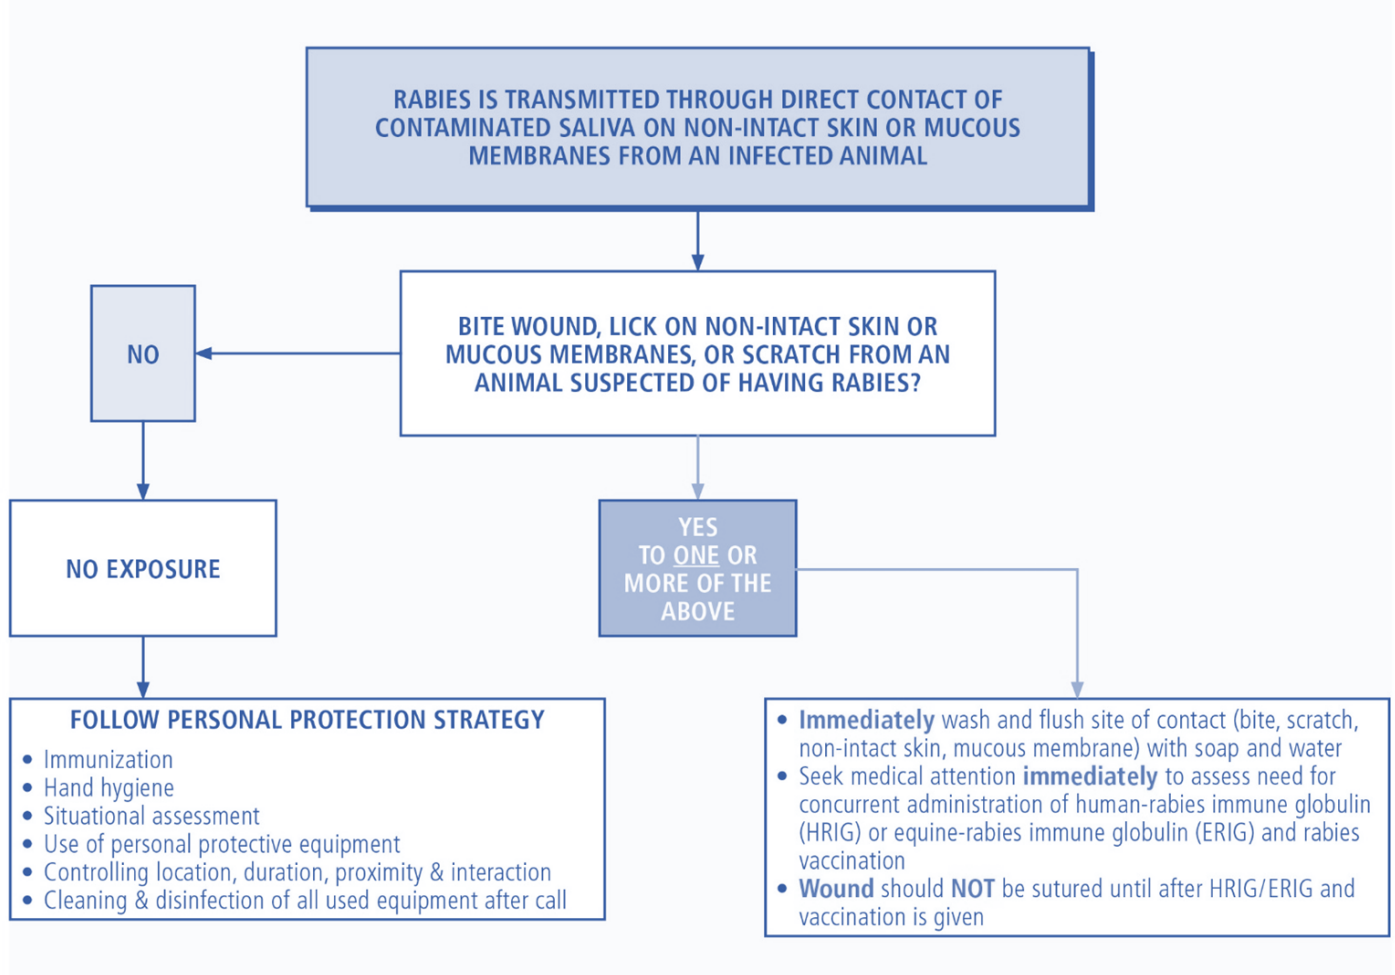 RABIES IS TRANSMITTED THROUGH DIRECT CONTACT OF
CONTAMINATED SALIVA ON NON-INTACT SKIN OR MUCOUS
MEMBRANES FROM AN INFECTED ANIMAL
BITE WOUND, LICK ON NON-INTACT SKIN OR
MUCOUS MEMBRANES, OR SCRATCH FROM AN
ANIMAL SUSPECTED OF HAVING RABIES?
NO
NO EXPOSURE
YES
TO ONE OR
MORE OF THE
ABOVE
FOLLOW PERSONAL PROTECTION STRATEGY
• Immunization
• Hand hygiene
• Situational assessment
• Use of personal protective equipment
• Controlling location, duration, proximity & interaction
• Cleaning & disinfection of all used equipment after call
• Immediately wash and flush site of contact (bite, scratch,
non-intact skin, mucous membrane) with soap and water
• Seek medical attention immediately to assess need for
concurrent administration of human-rabies immune globulin
(HRIG) or equine-rabies immune globulin (ERIG) and rabies
vaccination
• Wound should NOT be sutured until after HRIG/ERIG and
vaccination is given